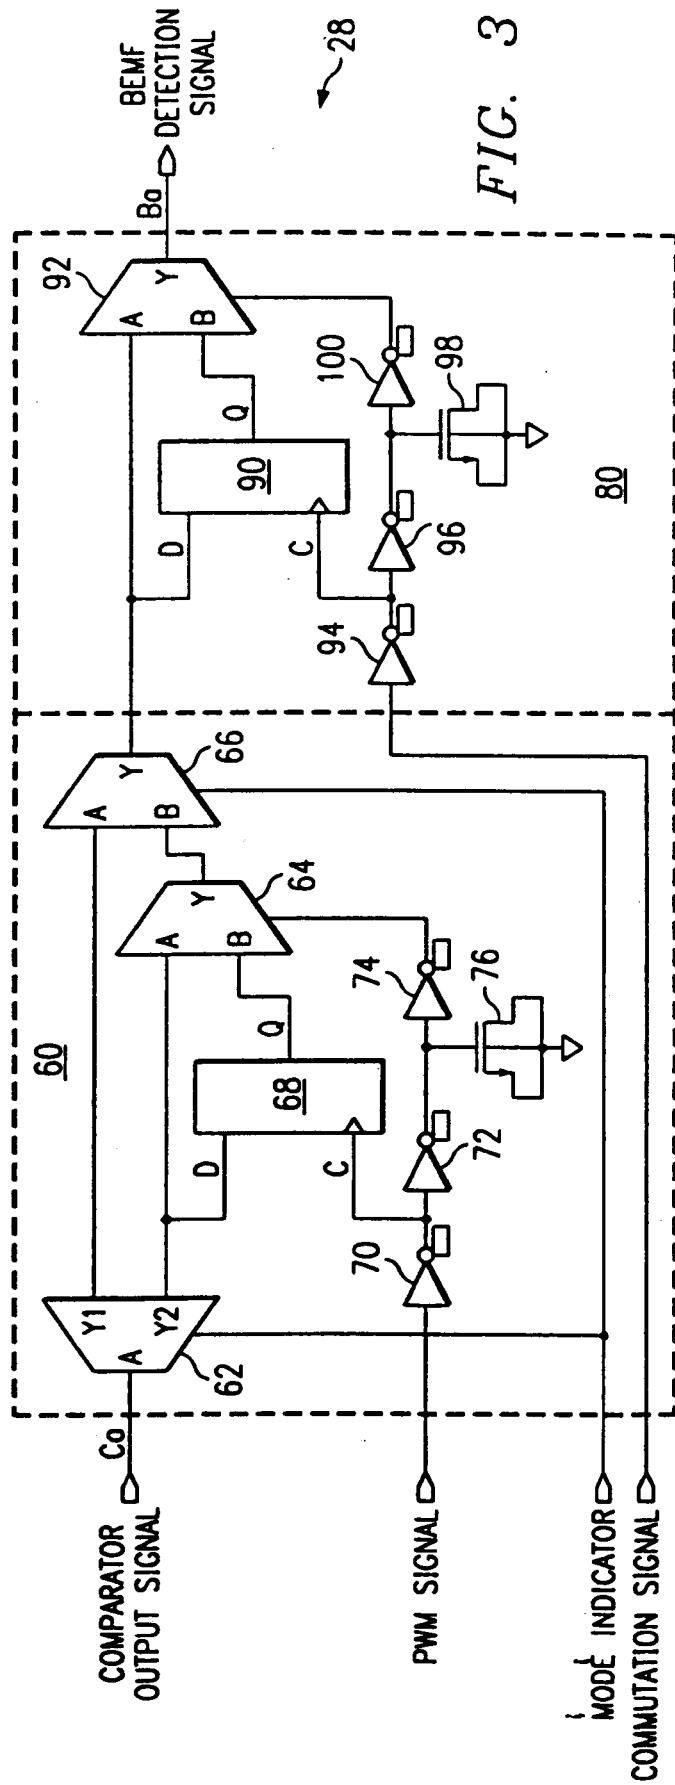 COMPARATOR
OUTPUT SIGNAL
Co
A
Y1
Y2
62
60
D
68
Q
C
A
B
Y
64
A
B
Y
66
PWM SIGNAL
70
72
74
76
MODE INDICATOR
COMMUTATION SIGNAL
D
90
Q
C
A
B
Y
92
94
96
98
100
80
Ba
BEMF
DETECTION
SIGNAL
28
FIG. 3